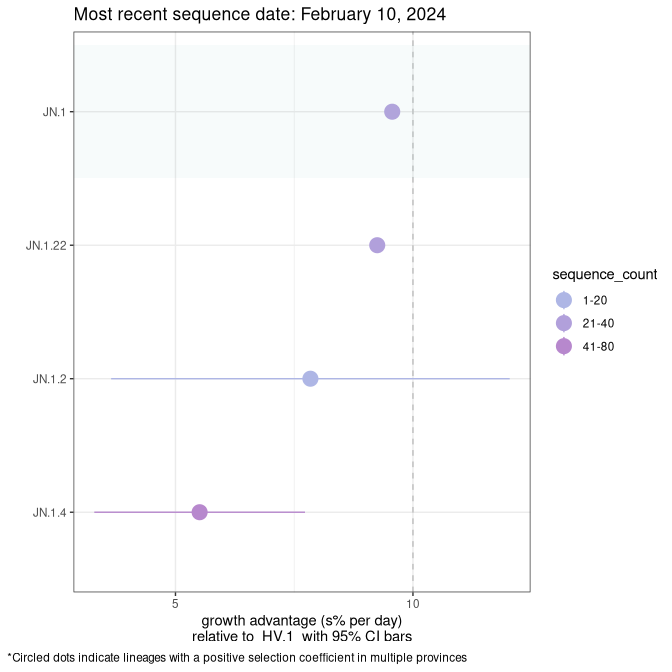 Most recent sequence date: February 10, 2024
JN.1
JN.1.22
JN.1.2
JN.1.4
5
10
growth advantage (s% per day)
relative to  HV.1  with 95% CI bars
sequence_count
1-20
21-40
41-80
*Circled dots indicate lineages with a positive selection coefficient in multiple provinces